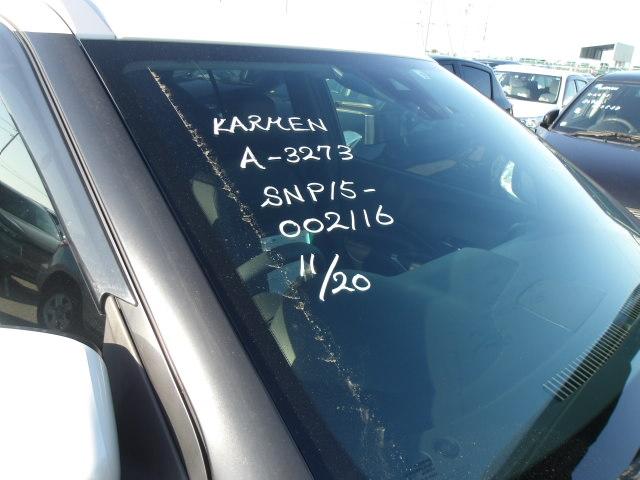 KARMEN
A-3273
SNP15-
002116
11/20